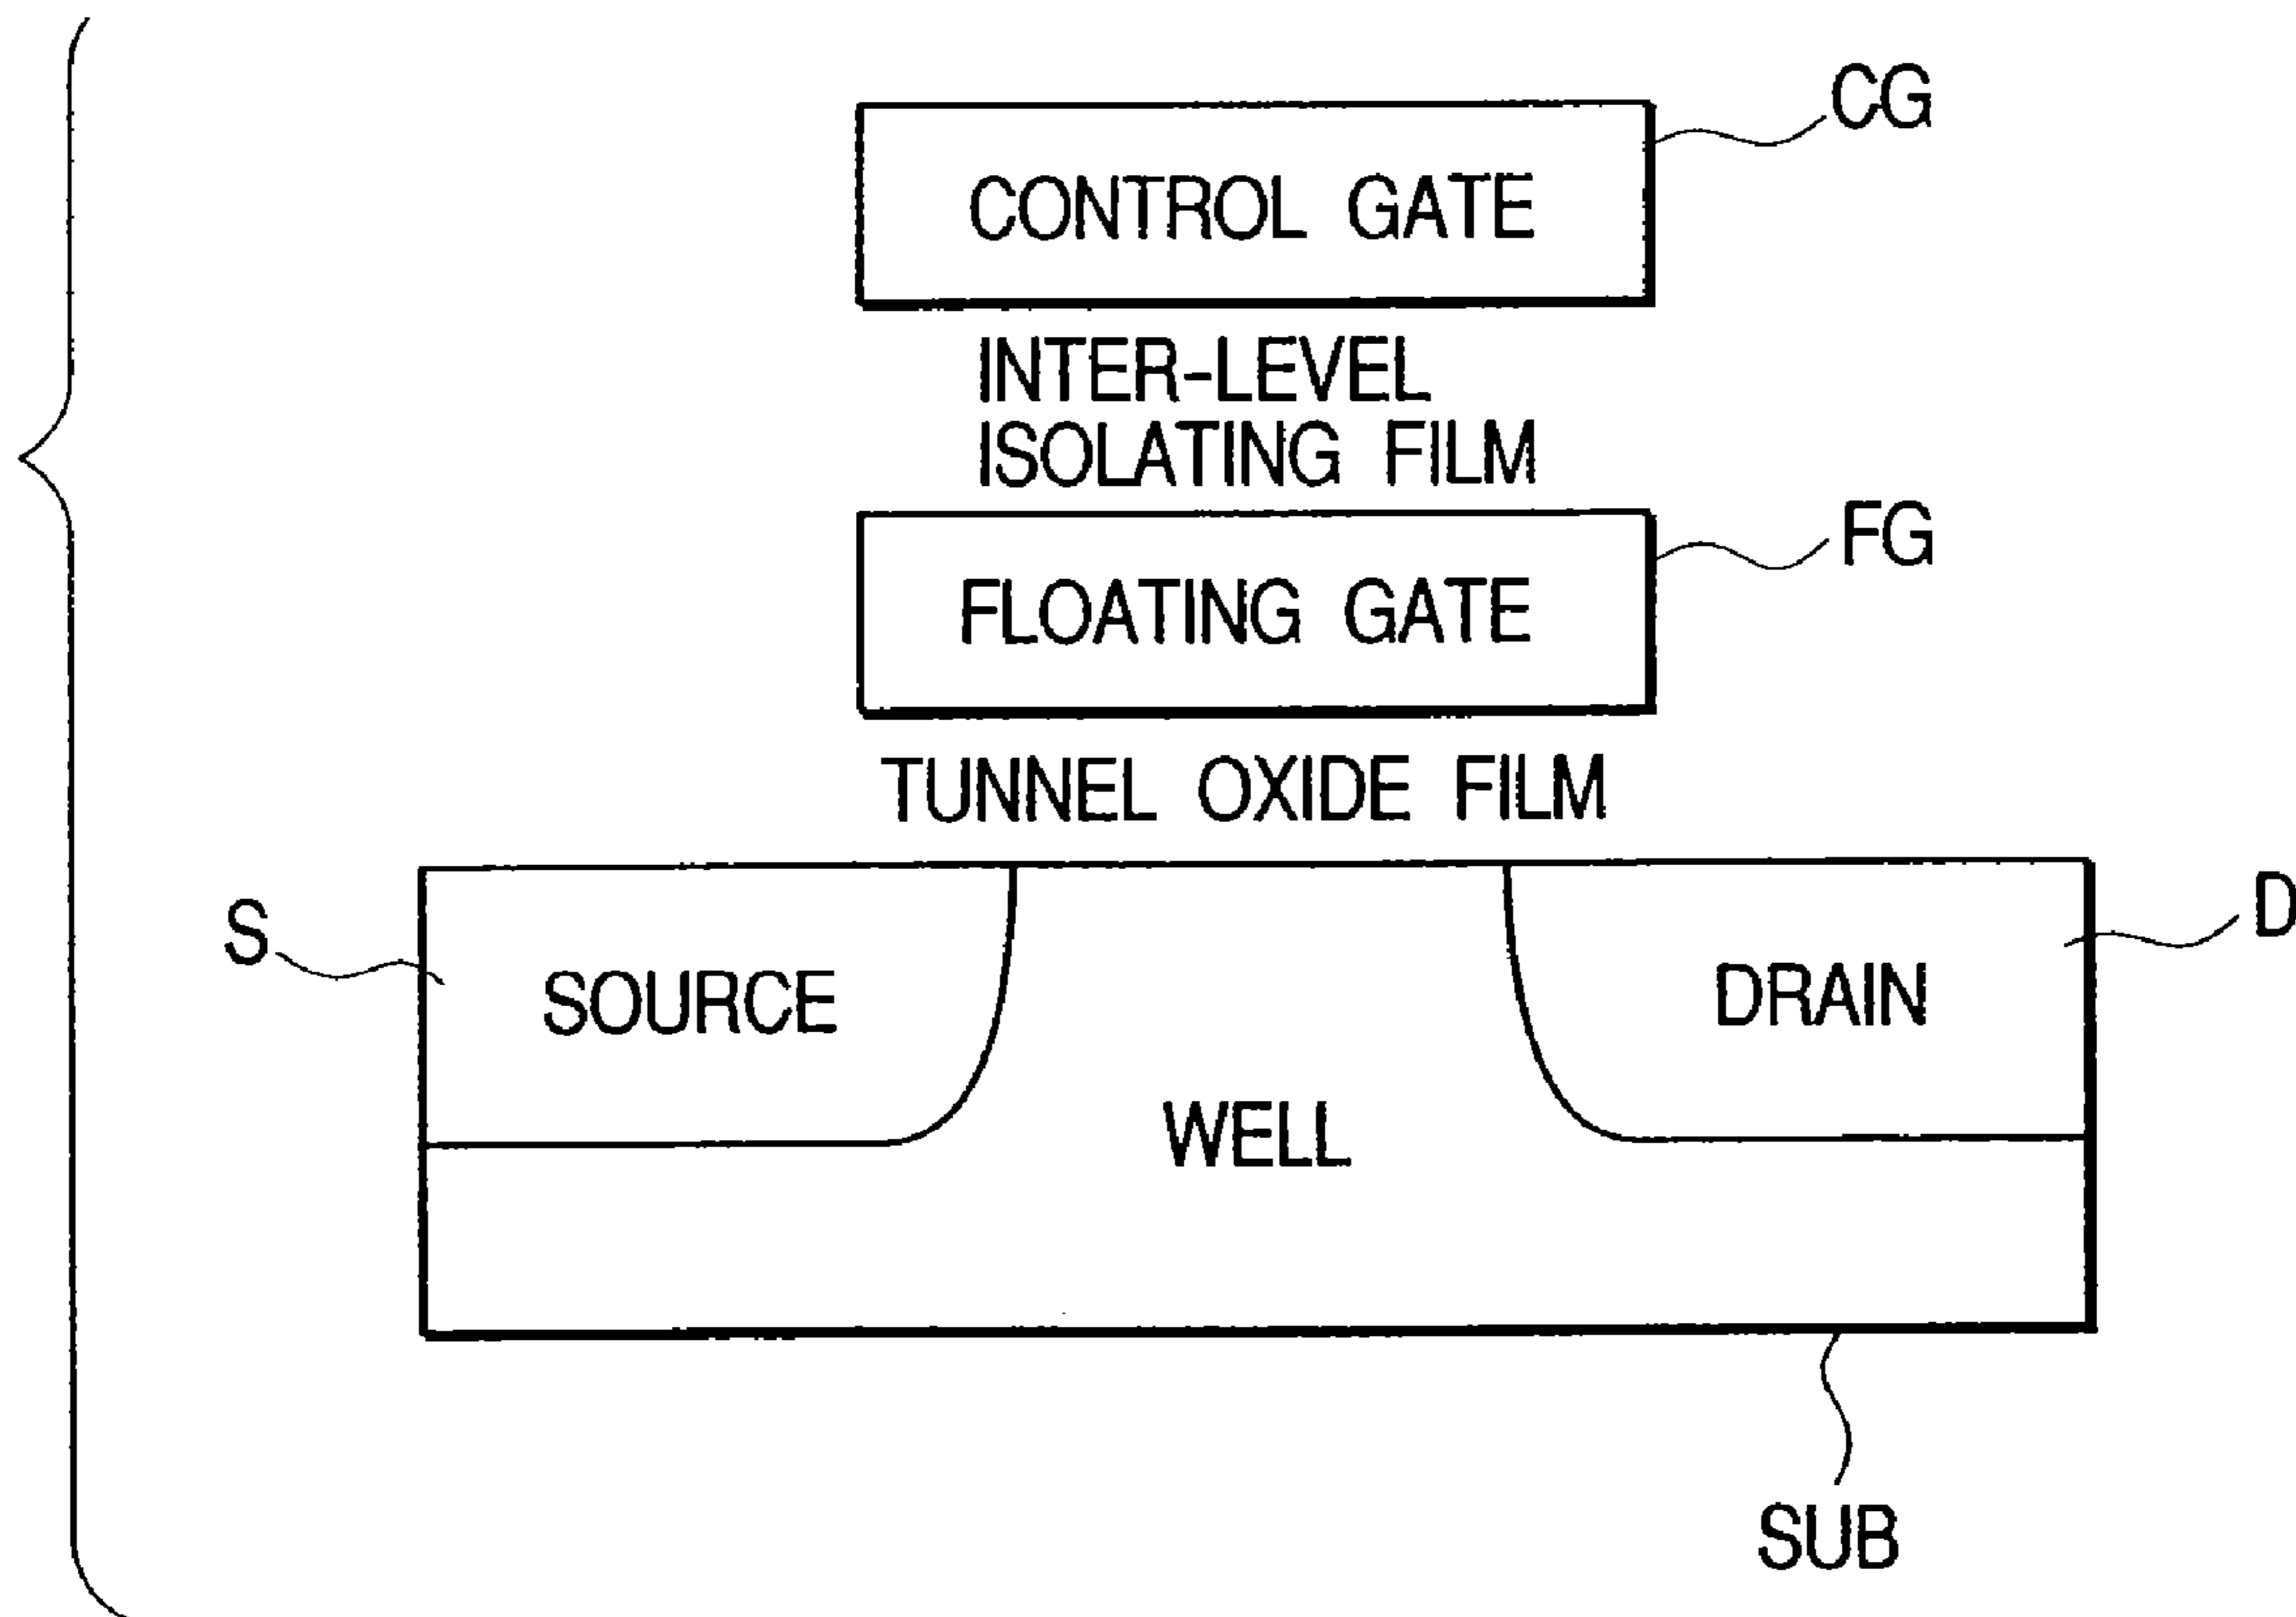 CG
CONTROL GATE
INTER-LEVEL
ISOLATING FILM
FG
FLOATING GATE
TUNNEL OXIDE FILM
S
SOURCE
DRAIN
D
WELL
SUB